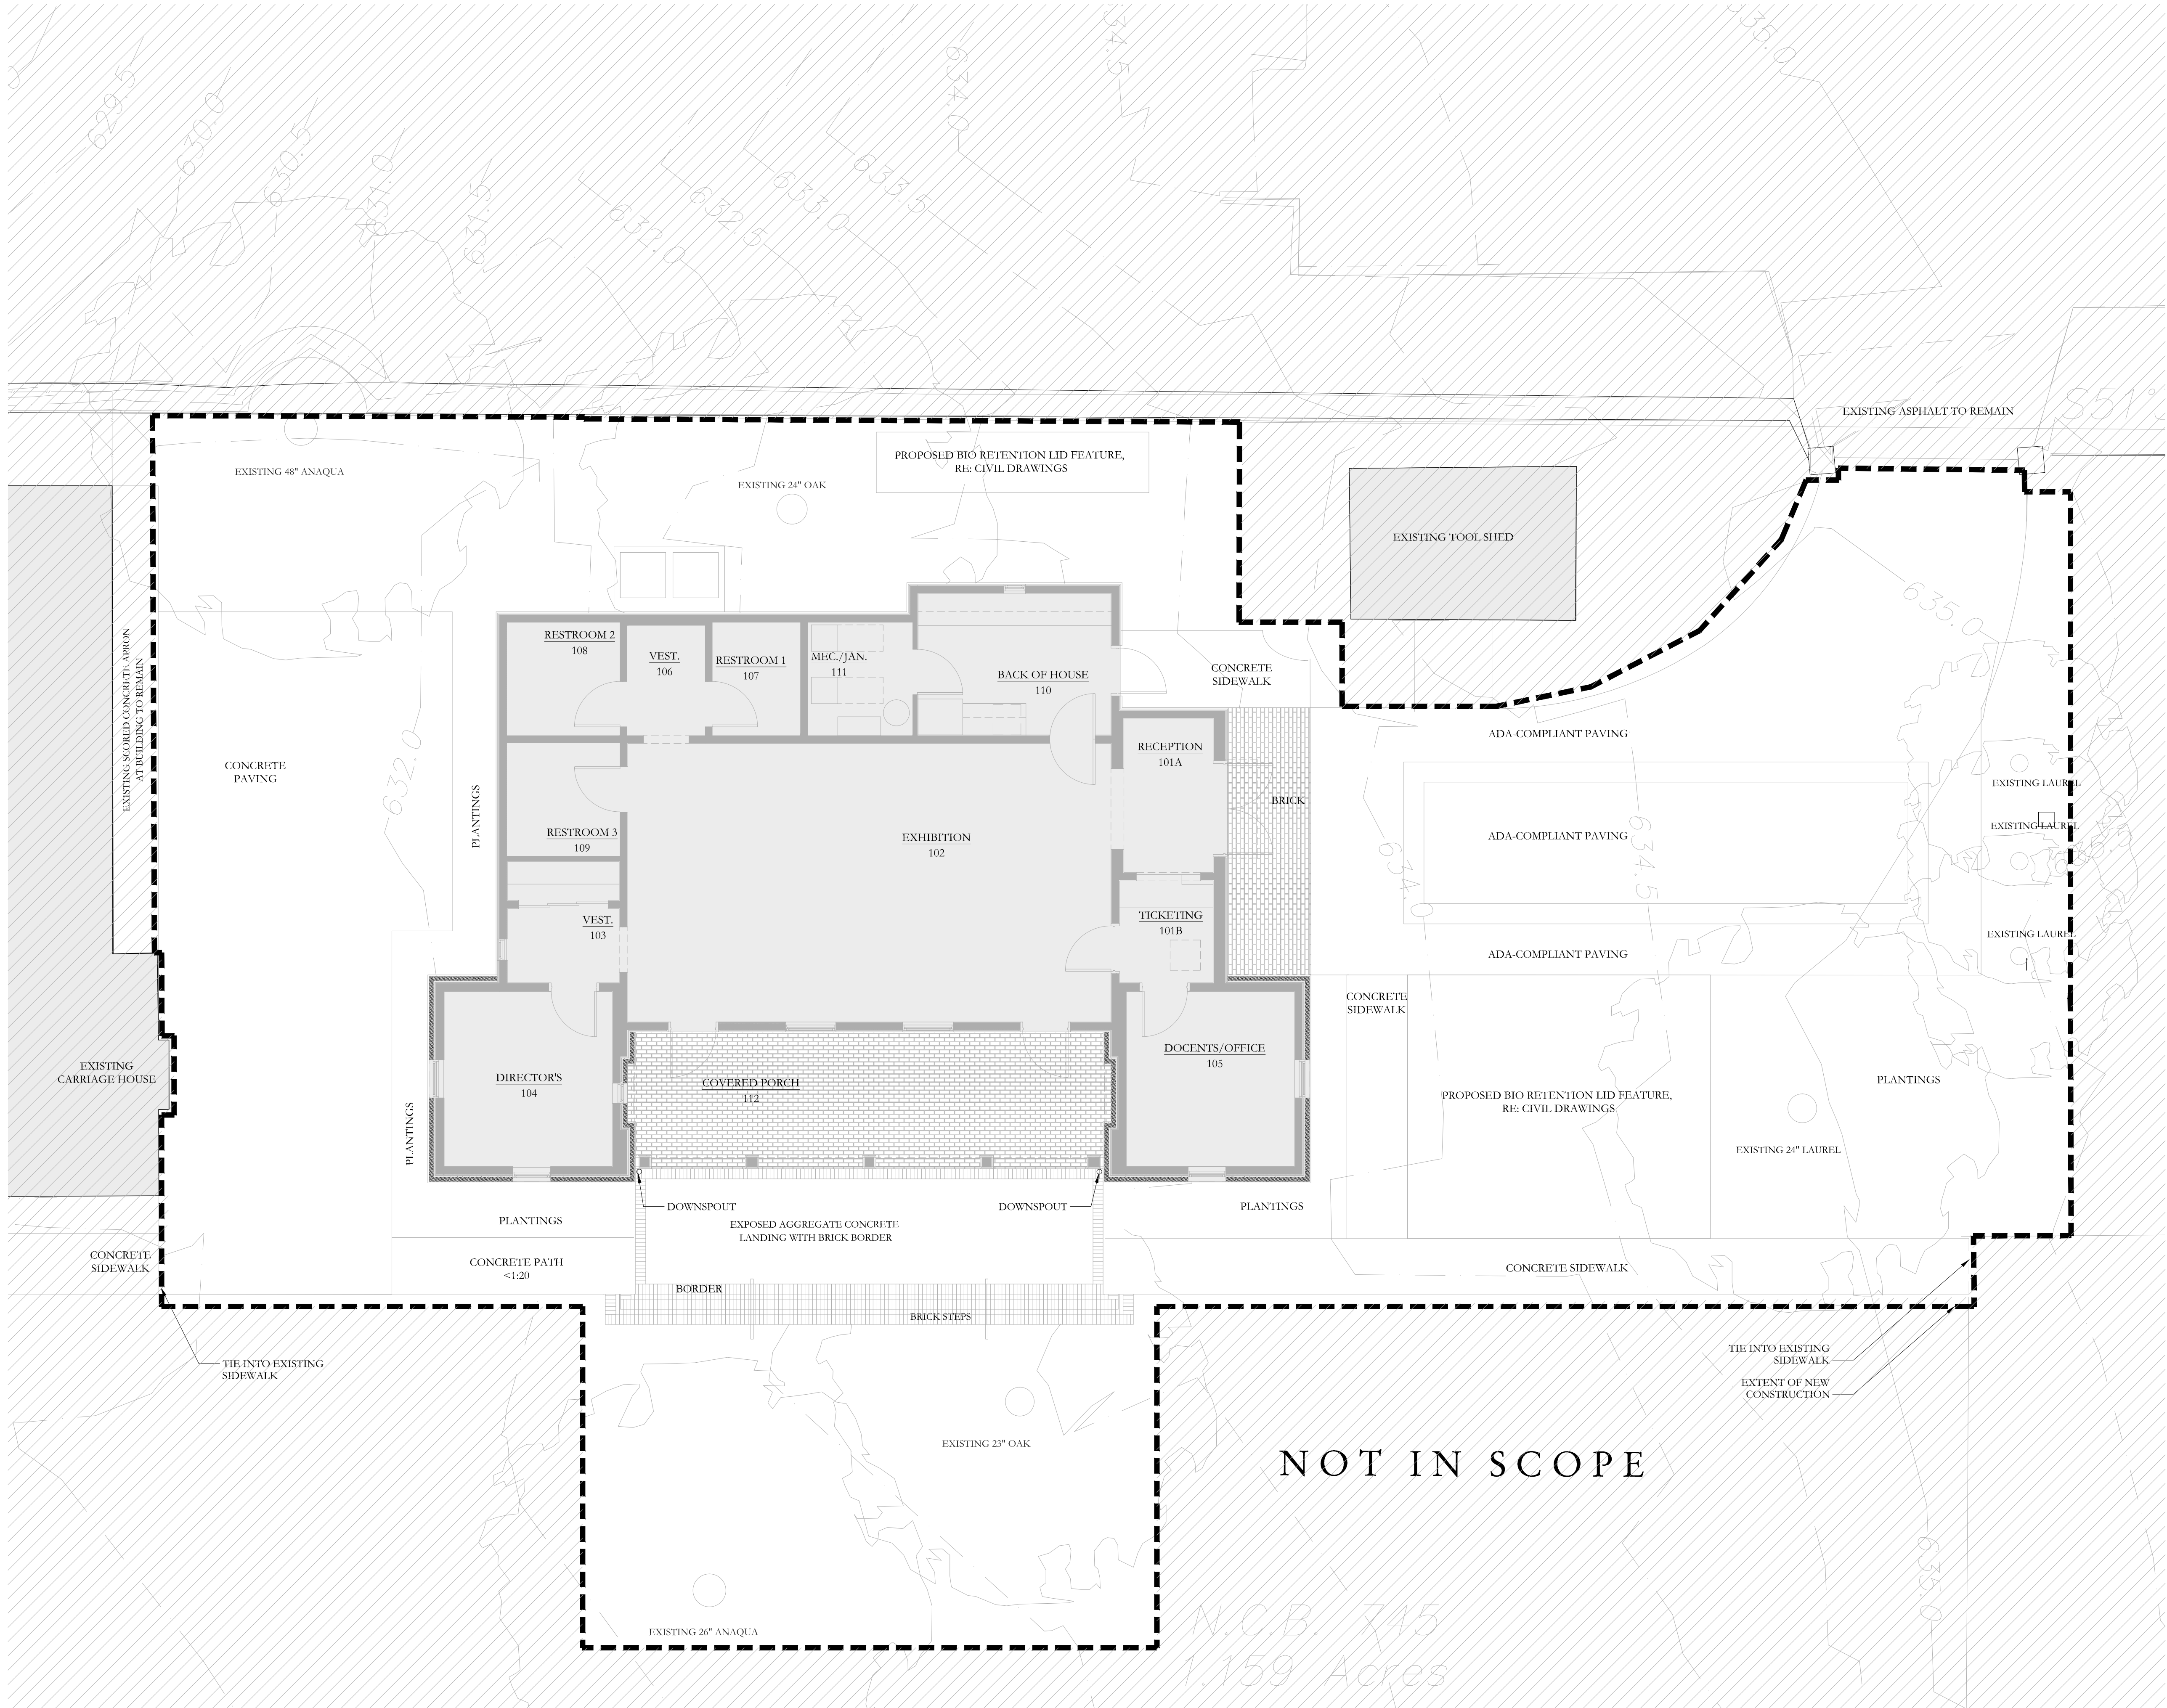 629.5
630.0
630.5
631.0
631.5
632.0
632.5
633.0
633.5
634.0
634.5
635.0
S51°
EXISTING ASPHALT TO REMAIN
EXISTING 48" ANAQUA
EXISTING 24" OAK
PROPOSED BIO RETENTION LID FEATURE,
RE: CIVIL DRAWINGS
EXISTING TOOL SHED
635.0
EXISTING SCORED CONCRETE APRON
AT BUILDING TO REMAIN
CONCRETE
PAVING
632.0
PLANTINGS
RESTROOM 2
108
VEST.
106
RESTROOM 1
107
MEC./JAN.
111
BACK OF HOUSE
110
CONCRETE
SIDEWALK
RECEPTION
101A
BRICK
ADA-COMPLIANT PAVING
EXISTING LAUREL
RESTROOM 3
109
EXHIBITION
102
ADA-COMPLIANT PAVING
634.5
634.0
EXISTING LAUREL
VEST.
103
TICKETING
101B
ADA-COMPLIANT PAVING
EXISTING LAUREL
CONCRETE
SIDEWALK
EXISTING
CARRIAGE HOUSE
PLANTINGS
DIRECTOR'S
104
COVERED PORCH
112
DOCENTS/OFFICE
105
PROPOSED BIO RETENTION LID FEATURE,
RE: CIVIL DRAWINGS
PLANTINGS
EXISTING 24" LAUREL
DOWNSPOUT
DOWNSPOUT
PLANTINGS
PLANTINGS
EXPOSED AGGREGATE CONCRETE
LANDING WITH BRICK BORDER
CONCRETE
SIDEWALK
CONCRETE PATH
<1:20
BORDER
BRICK STEPS
CONCRETE SIDEWALK
TIE INTO EXISTING
SIDEWALK
TIE INTO EXISTING
SIDEWALK
EXTENT OF NEW
CONSTRUCTION
EXISTING 23" OAK
NOT IN SCOPE
635.0
EXISTING 26" ANAQUA
N.C.B. 745
1.159 Acres